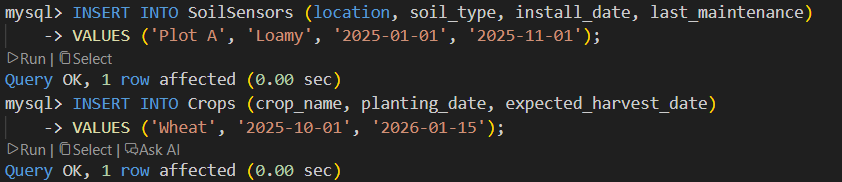 mysql> INSERT INTO SoilSensors (location, soil_type, install_date, last_maintenance)
    -> VALUES ('Plot A', 'Loamy', '2025-01-01', '2025-11-01');
▷Run | Select
Query OK, 1 row affected (0.00 sec)
mysql> INSERT INTO Crops (crop_name, planting_date, expected_harvest_date)
    -> VALUES ('Wheat', '2025-10-01', '2026-01-15');
▷Run | Select | Ask AI
Query OK, 1 row affected (0.00 sec)